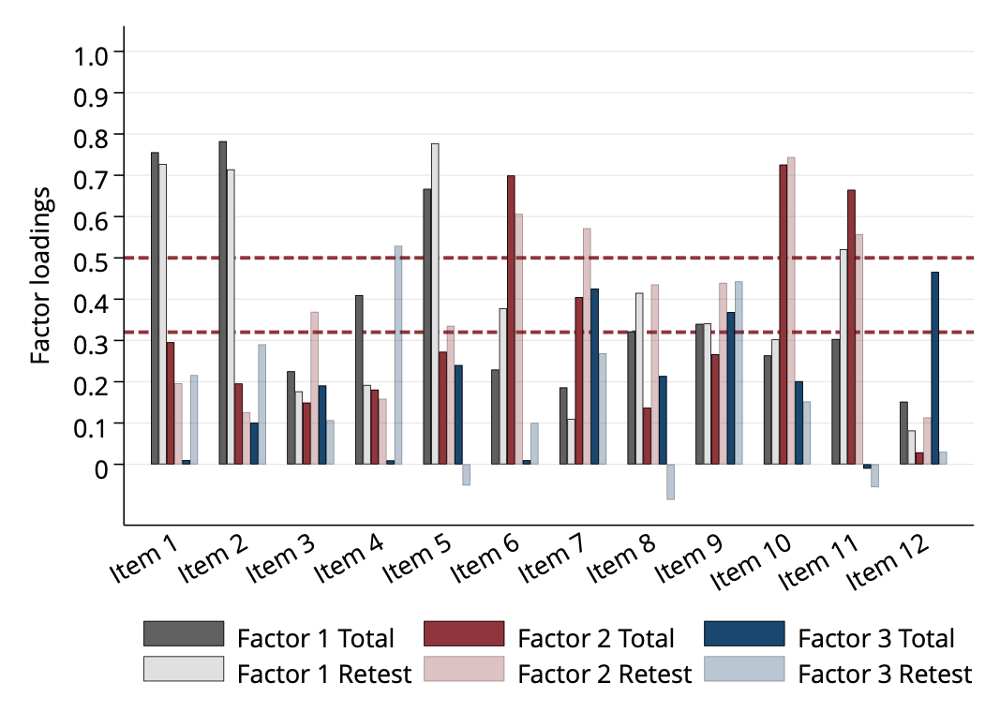 Factor loadings
1.0
0.9
0.8
0.7
0.6
0.5
0.4
0.3
0.2
0.1
0
Item 1
Item 2
Item 3
Item 4
Item 5
Item 6
Item 7
Item 8
Item 9
Item 10
Item 11
Item 12
Factor 1 Total
Factor 2 Total
Factor 3 Total
Factor 1 Retest
Factor 2 Retest
Factor 3 Retest